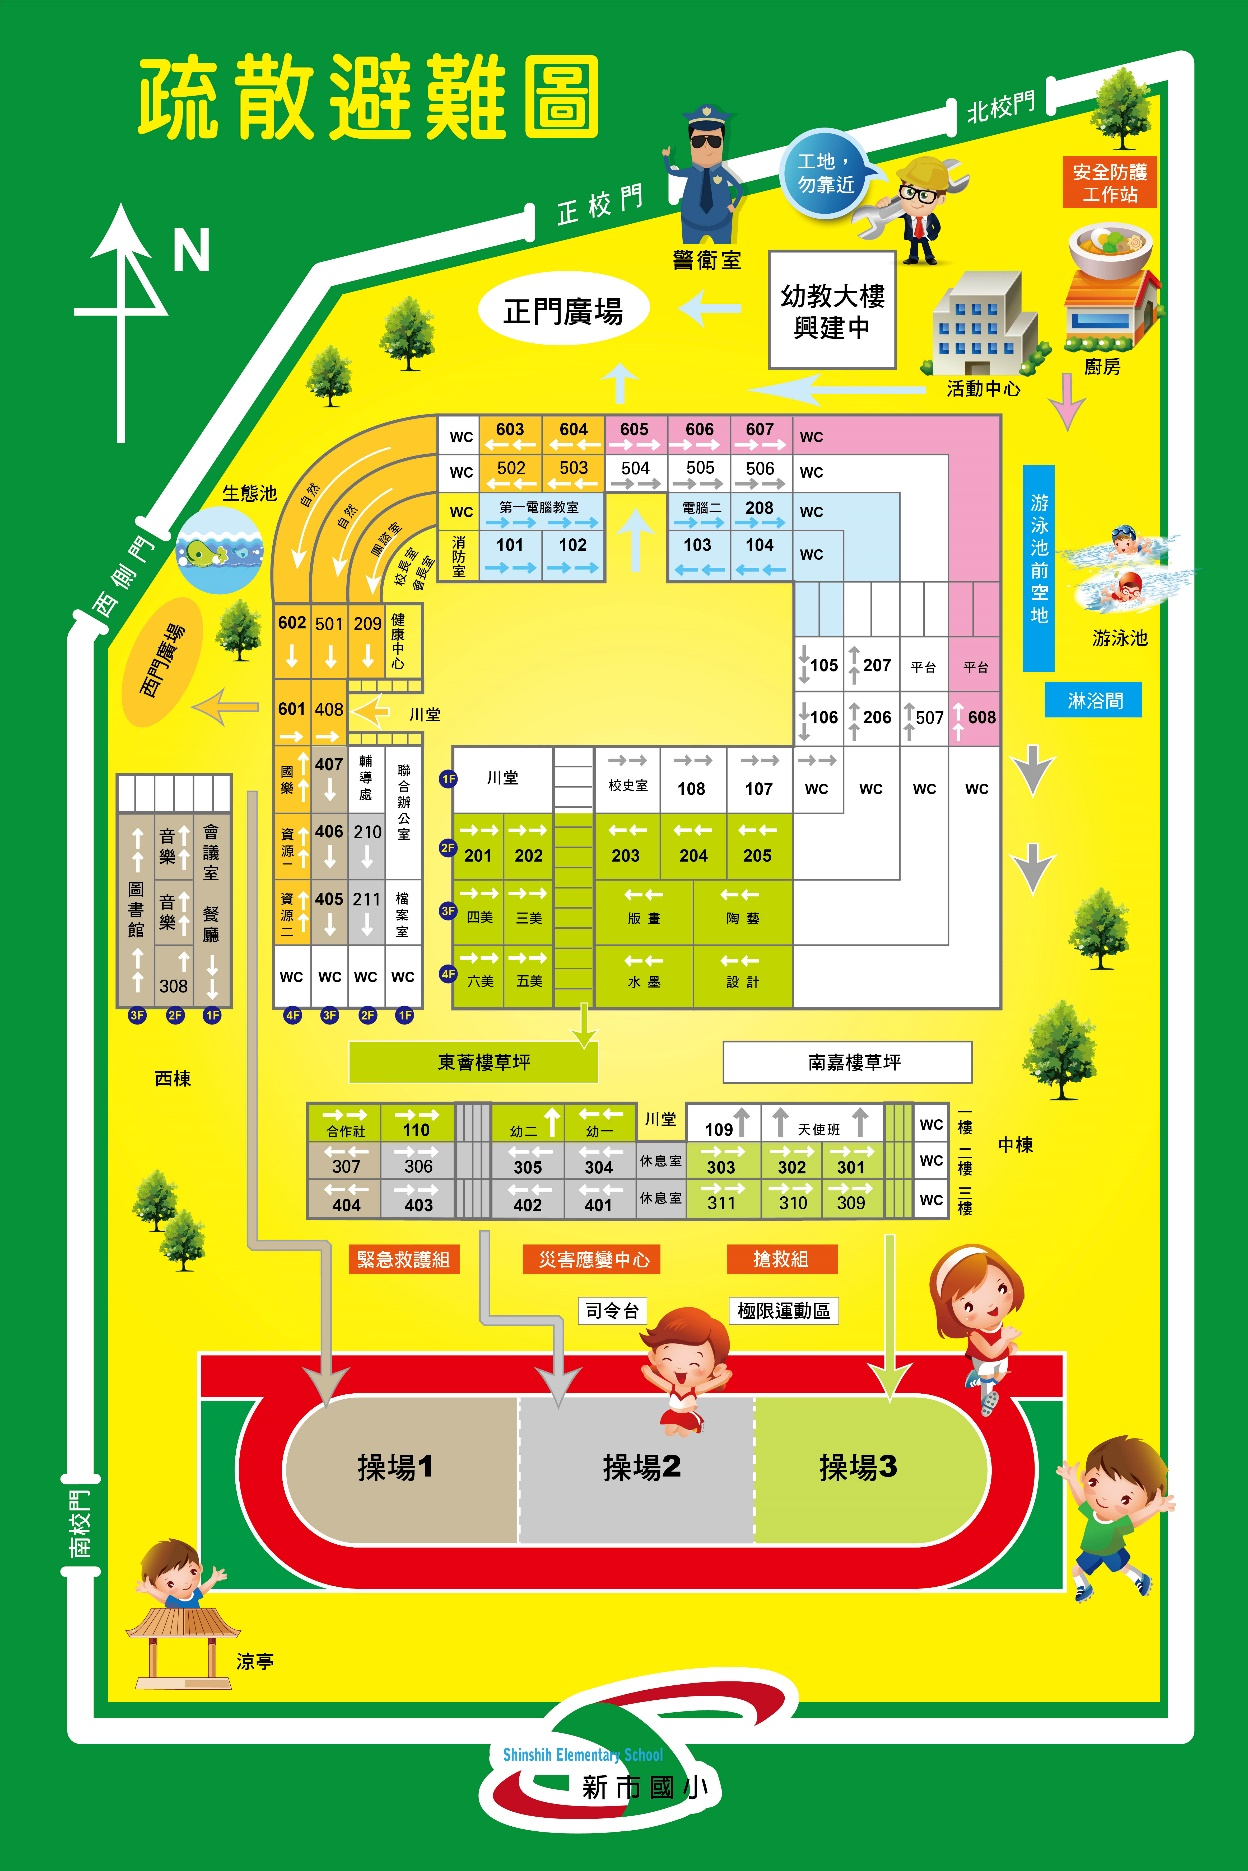 疏散避難圖
北校門
正校門
工地，
勿靠近
安全防護
工作站
N
警衛室
正門廣場
幼教大樓
興建中
廚房
活動中心
WC 603 604 605 606 607 WC
WC 502 503 504 505 506 WC
生態池
自然
自然
諮商室
校長室
會長室
WC 第一電腦教室 電腦二 208 WC
消防室 101 102 103 104 WC
游泳池前空地
西側門
西門廣場
602 501 209 健康中心
游泳池
105 207 平台 平台
淋浴間
601 408 川堂
106 206 507 608
國樂 407 輔導處 聯合辦公室
1F 川堂 校史室 108 107 WC WC WC WC
資源一 406 210
2F 201 202 203 204 205
圖書館 音樂 會議室
音樂 餐廳
308
資源二 405 211 檔案室
3F 四美 三美 版畫 陶藝
WC WC WC WC
4F 六美 五美 水墨 設計
3F 2F 1F
4F 3F 2F 1F
西棟
東薈樓草坪
南嘉樓草坪
合作社 110 幼二 幼一 川堂 109 天使班 WC 一樓
中棟
307 306 305 304 休息室 303 302 301 WC 二樓
404 403 402 401 休息室 311 310 309 WC 三樓
緊急救護組
災害應變中心
搶救組
司令台
極限運動區
操場1
操場2
操場3
南校門
涼亭
Shinshih Elementary School
新市國小